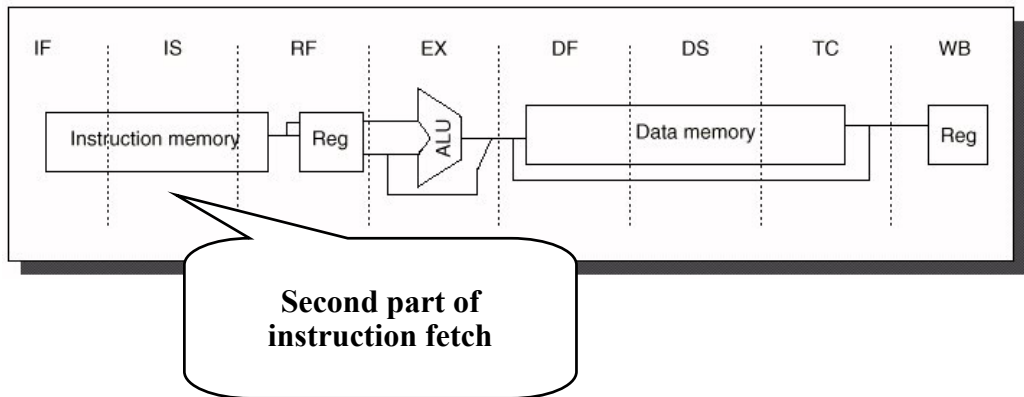 IF IS RF EX DF DS TC WB
Instruction memory Reg ALU Data memory Reg
Second part of
instruction fetch